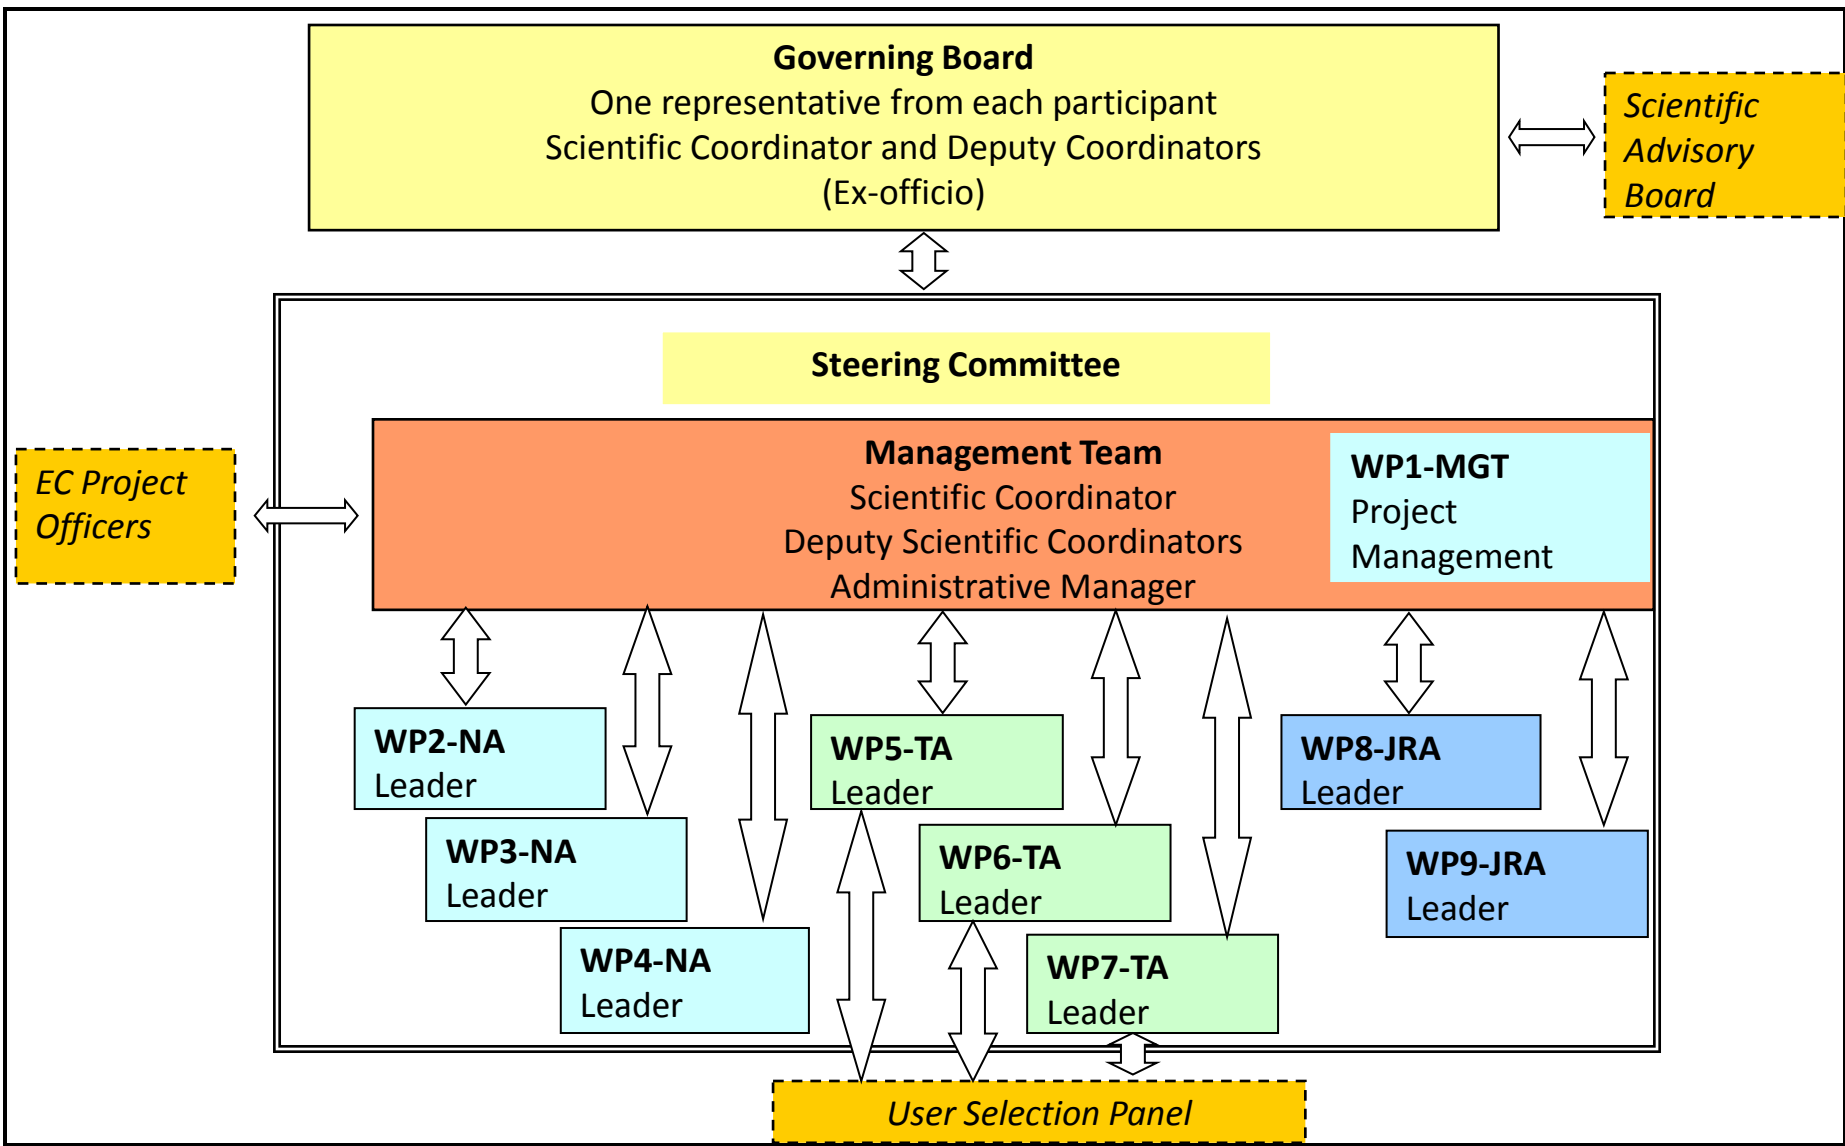 Governing Board
One representative from each participant
Scientific Coordinator and Deputy Coordinators
(Ex-officio)
Scientific
Advisory
Board
Steering Committee
Management Team
Scientific Coordinator
Deputy Scientific Coordinators
Administrative Manager
WP1-MGT
Project
Management
EC Project
Officers
WP2-NA
Leader
WP3-NA
Leader
WP4-NA
Leader
WP5-TA
Leader
WP6-TA
Leader
WP7-TA
Leader
WP8-JRA
Leader
WP9-JRA
Leader
User Selection Panel